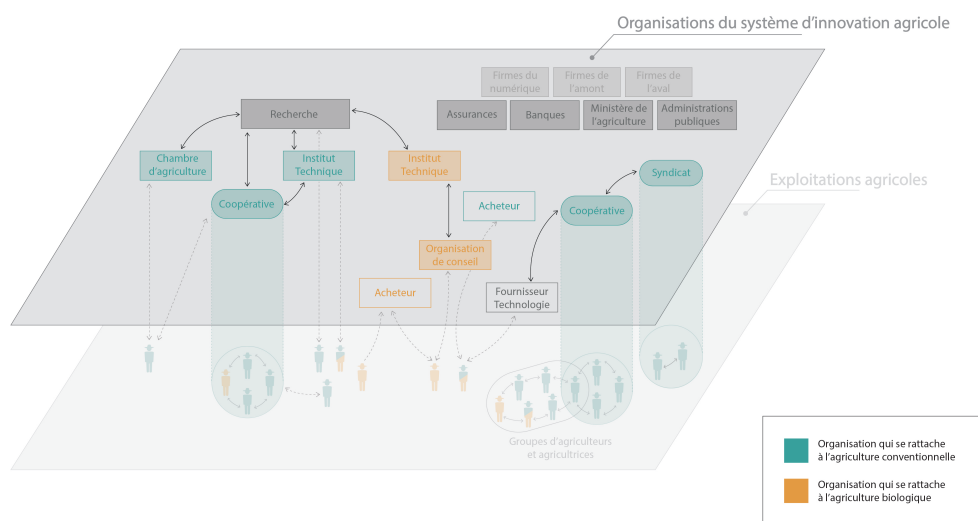 Organisations du système d'innovation agricole
Firmes du
numérique
Firmes de
l'amont
Firmes de
l'aval
Recherche
Assurances
Banques
Ministère de
l'agriculture
Administrations
publiques
Chambre
d'agriculture
Institut
Technique
Institut
Technique
Syndicat
Exploitations agricoles
Coopérative
Acheteur
Coopérative
Organisation
de conseil
Acheteur
Fournisseur
Technologie
Groupes d'agriculteurs
et agricultrices
Organisation qui se rattache
à l'agriculture conventionnelle
Organisation qui se rattache
à l'agriculture biologique